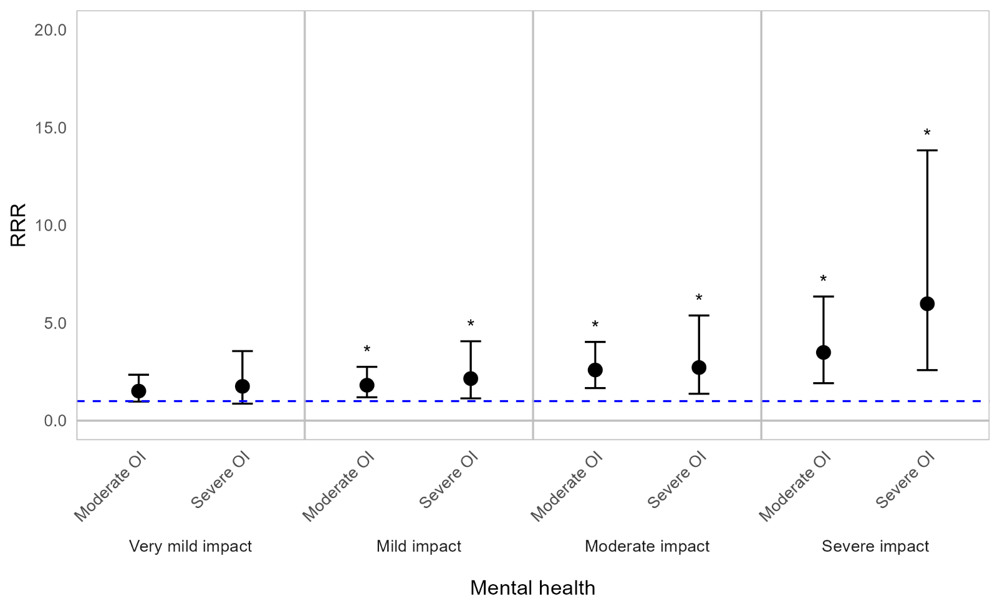 20.0
15.0
10.0
5.0
0.0
RRR
*
*
*
*
*
*
Moderate OI
Severe OI
Moderate OI
Severe OI
Moderate OI
Severe OI
Moderate OI
Severe OI
Very mild impact
Mild impact
Moderate impact
Severe impact
Mental health